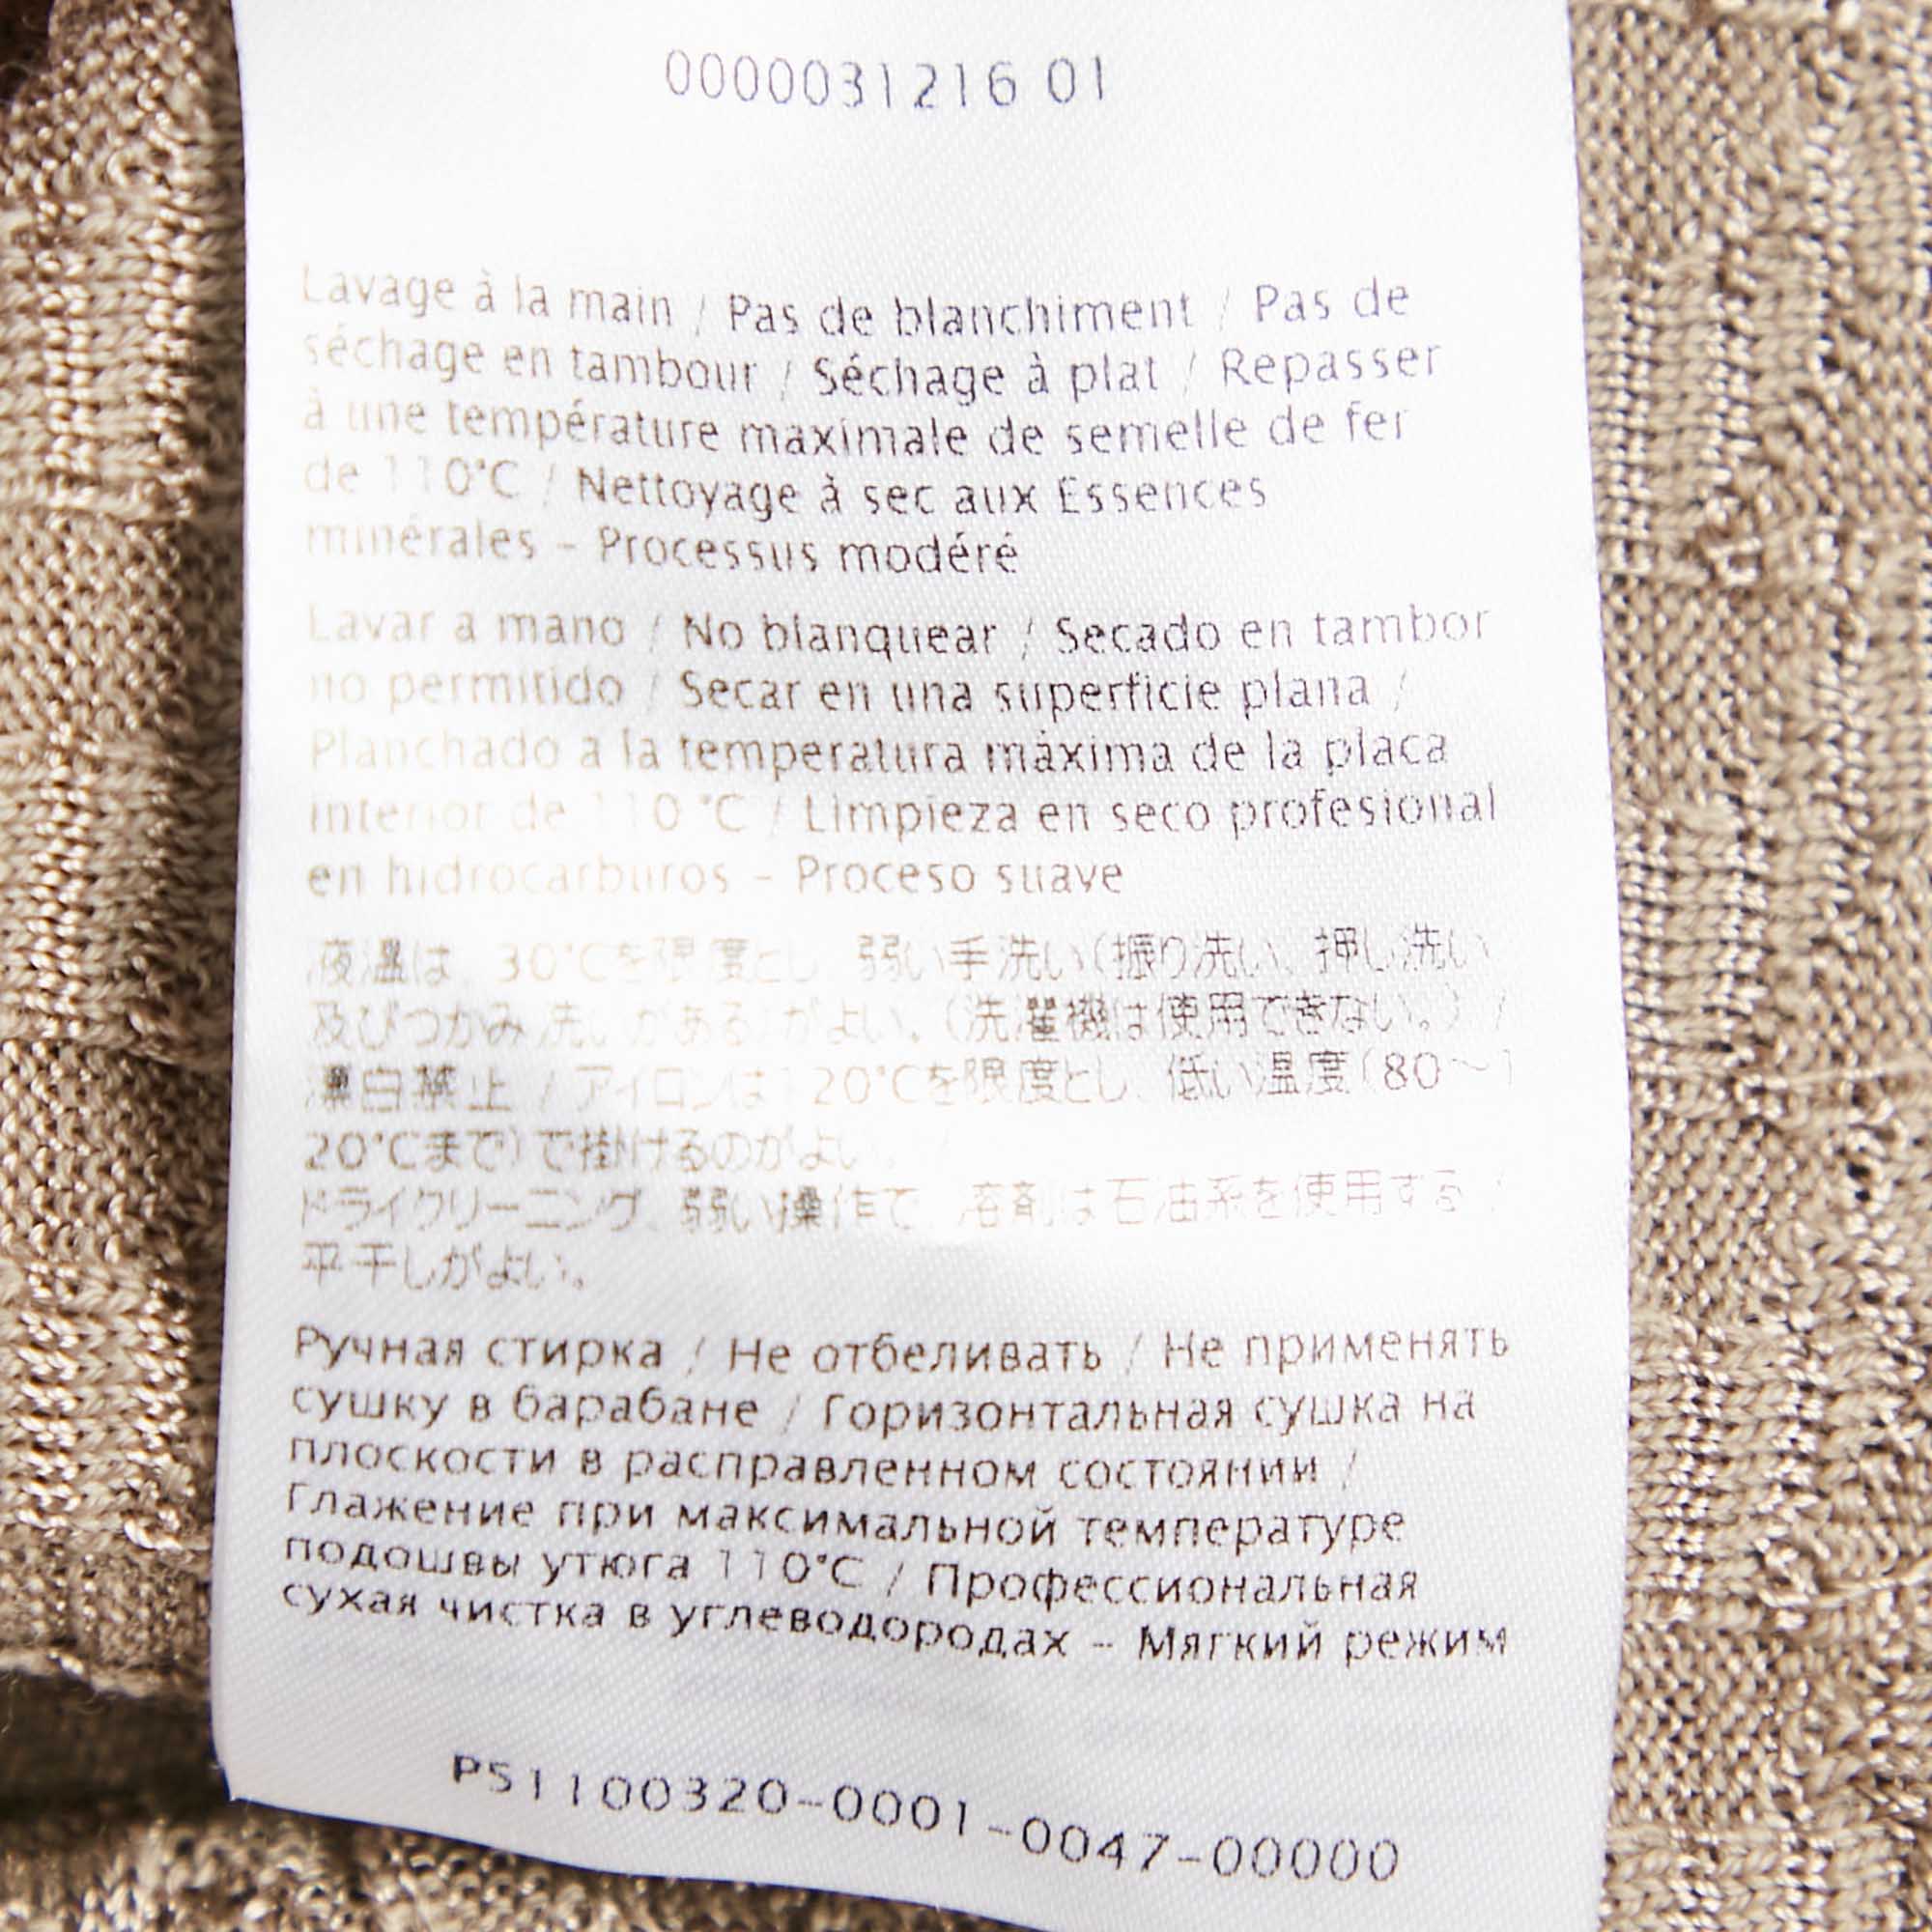 0000031216 01
Lavage à la main / Pas de blanchiment / Pas de
séchage en tambour / Séchage à plat / Repasser
à une température maximale de semelle de fer
de 110°C / Nettoyage à sec aux Essences
minérales - Processus modéré
Lavar a mano / No blanquear / Secado en tambor
no permitido / Secar en una superficie plana /
Planchado a la temperatura máxima de la placa
interior de 110 °C / Limpieza en seco profesional
en hidrocarburos - Proceso suave
液温は、30°Cを限度とし、弱い手洗い(振り洗い、押し洗い
及びつかみ洗いがある)がよい。(洗濯機は使用できない。) /
漂白禁止 / アイロンは120°Cを限度とし、低い温度(80~1
20°Cまで)で掛けるのがよい
ドライクリーニング、弱い操作で、溶剤は石油系を使用する /
平干しがよい。
Ручная стирка / Не отбеливать / Не применять
сушку в барабане / Горизонтальная сушка на
плоскости в расправленном состоянии /
Глажение при максимальной температуре
подошвы утюга 110°C / Профессиональная
сухая чистка в углеводородах - Мягкий режим
PS1100320-0001-0047-00000